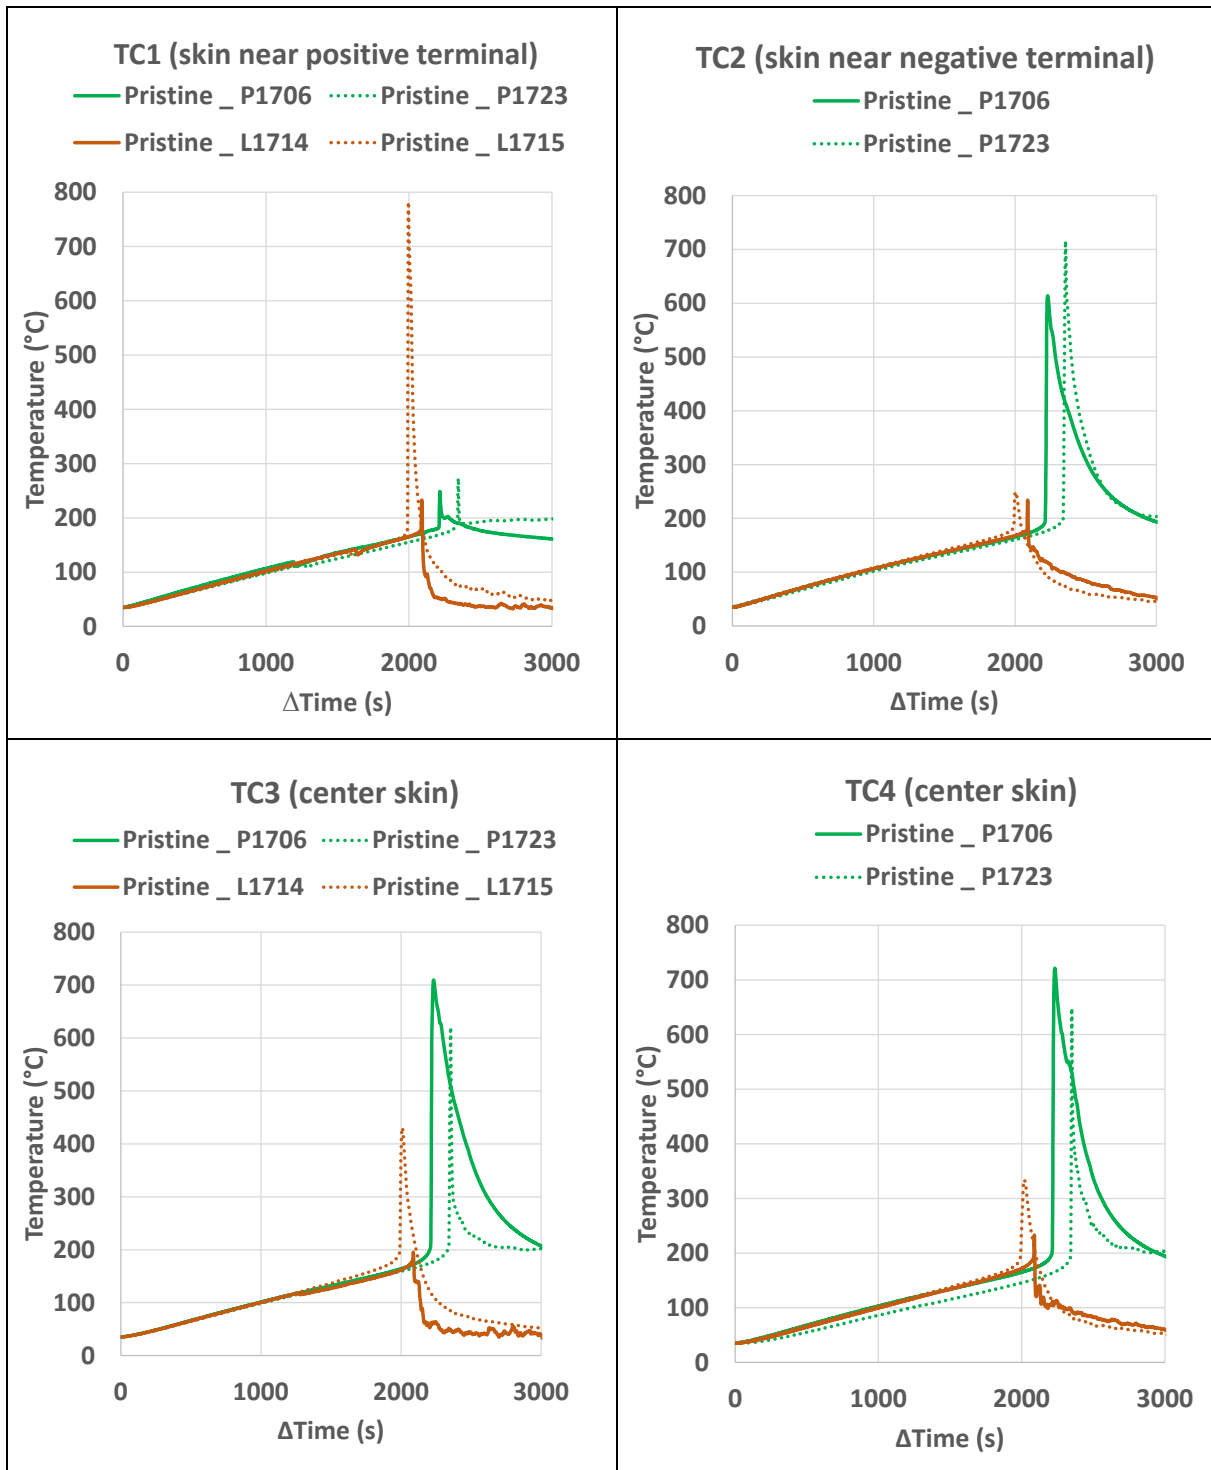 TC1 (skin near positive terminal)
Pristine _ P1706 Pristine _ P1723
Pristine _ L1714 Pristine _ L1715
800
700
600
500
400
300
200
100
0
Temperature (°C)
0 1000 2000 3000
∆Time (s)
TC2 (skin near negative terminal)
Pristine _ P1706
Pristine _ P1723
800
700
600
500
400
300
200
100
0
Temperature (°C)
0 1000 2000 3000
ΔTime (s)
TC3 (center skin)
Pristine _ P1706 Pristine _ P1723
Pristine _ L1714 Pristine _ L1715
800
700
600
500
400
300
200
100
0
Temperature (°C)
0 1000 2000 3000
ΔTime (s)
TC4 (center skin)
Pristine _ P1706
Pristine _ P1723
800
700
600
500
400
300
200
100
0
Temperature (°C)
0 1000 2000 3000
ΔTime (s)